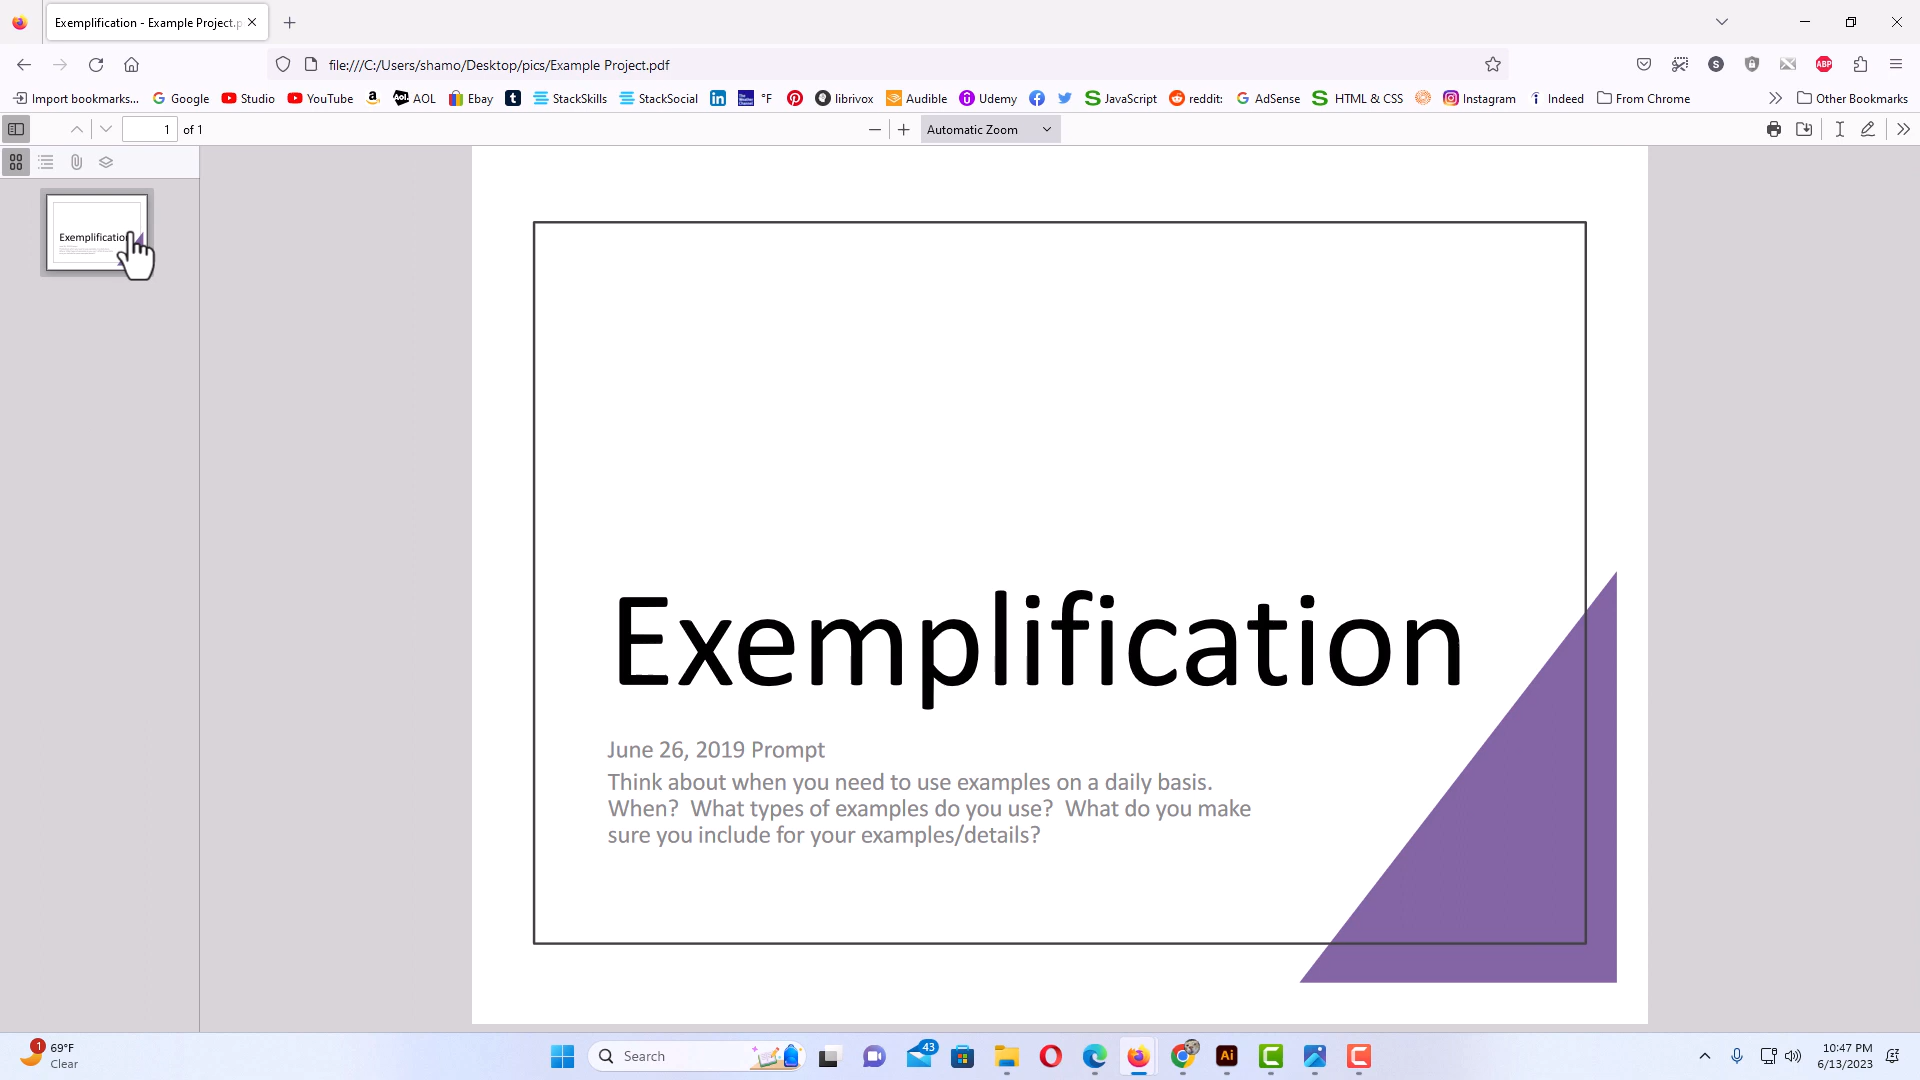 Exemplification - Example Project.p
file:///C:/Users/shamo/Desktop/pics/Example Project.pdf
ABP
Import bookmarks... Google Studio YouTube AOL Ebay StackSkills StackSocial °F librivox Audible Udemy JavaScript reddit: AdSense HTML & CSS Instagram Indeed From Chrome Other Bookmarks
1 of 1 Automatic Zoom
Exemplification
Exemplification
June 26, 2019 Prompt
Think about when you need to use examples on a daily basis.
When? What types of examples do you use? What do you make
sure you include for your examples/details?
1 69°F
Clear
Search
43
Ai
10:47 PM
6/13/2023